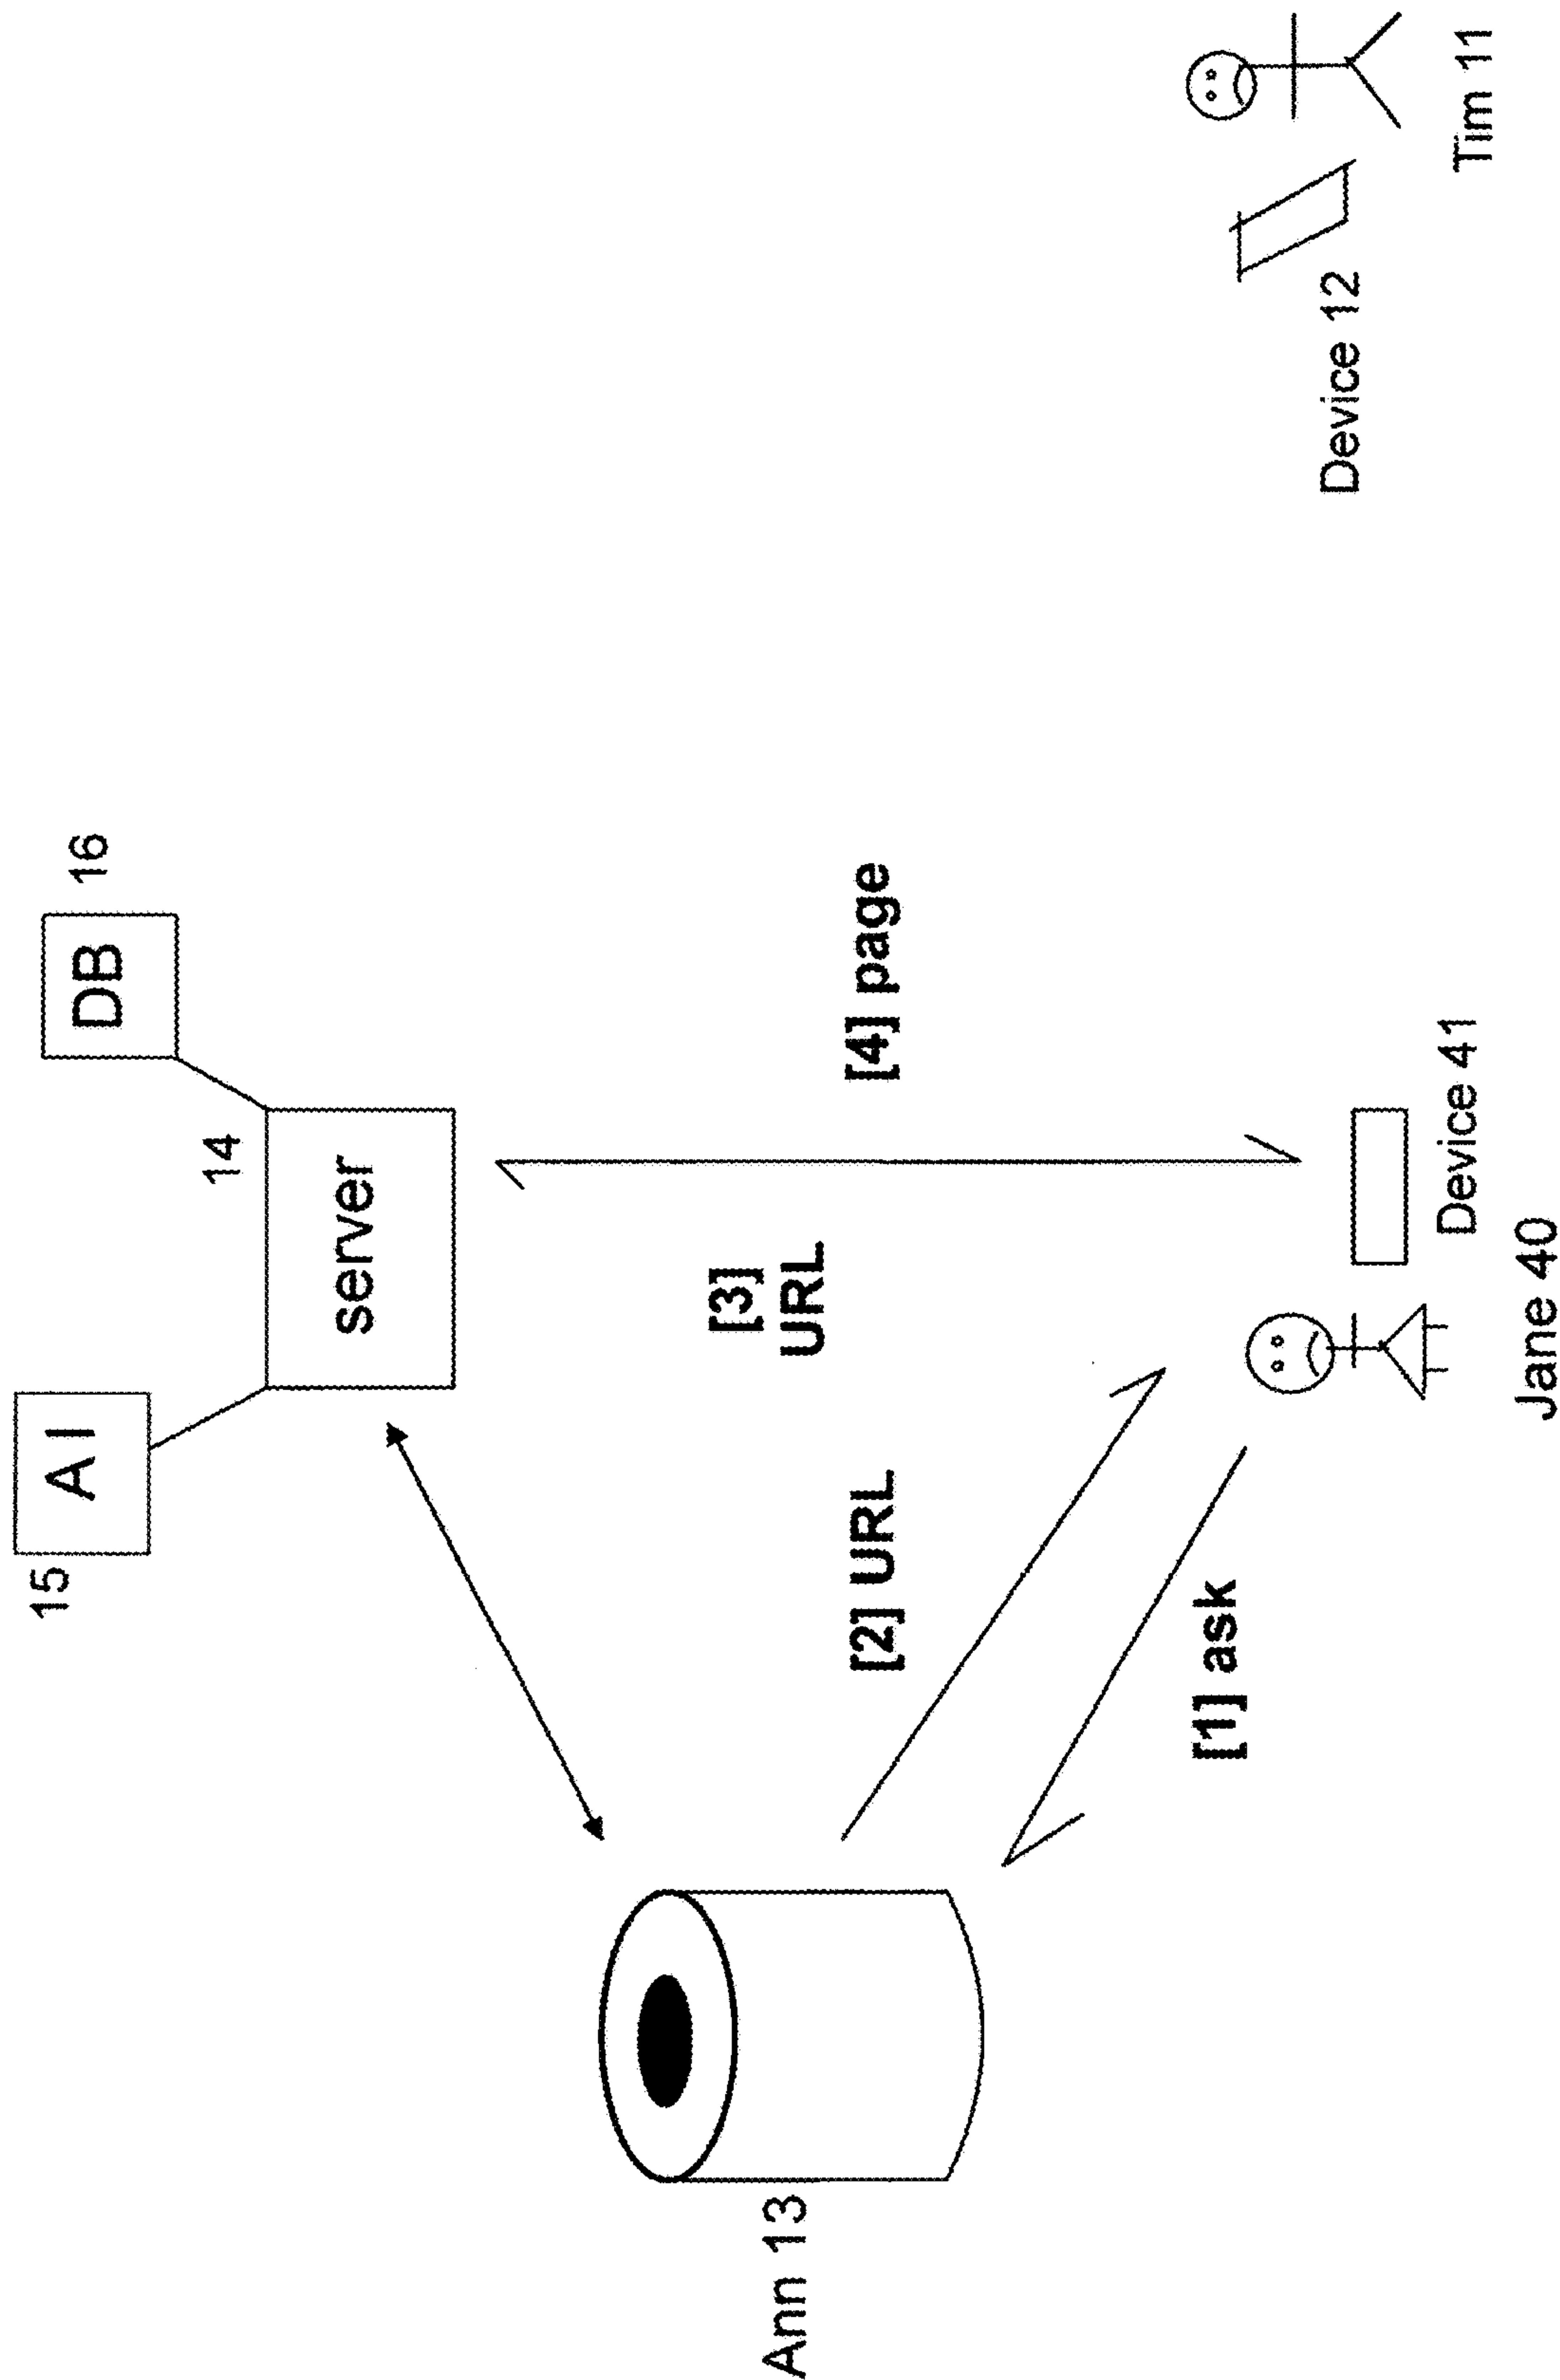 15
A I
DB
16
14
server
Ann 13
[2] URL
[3]
URL
[4] page
[1] ask
Device 41
Jane 40
Device 12
Tim 11